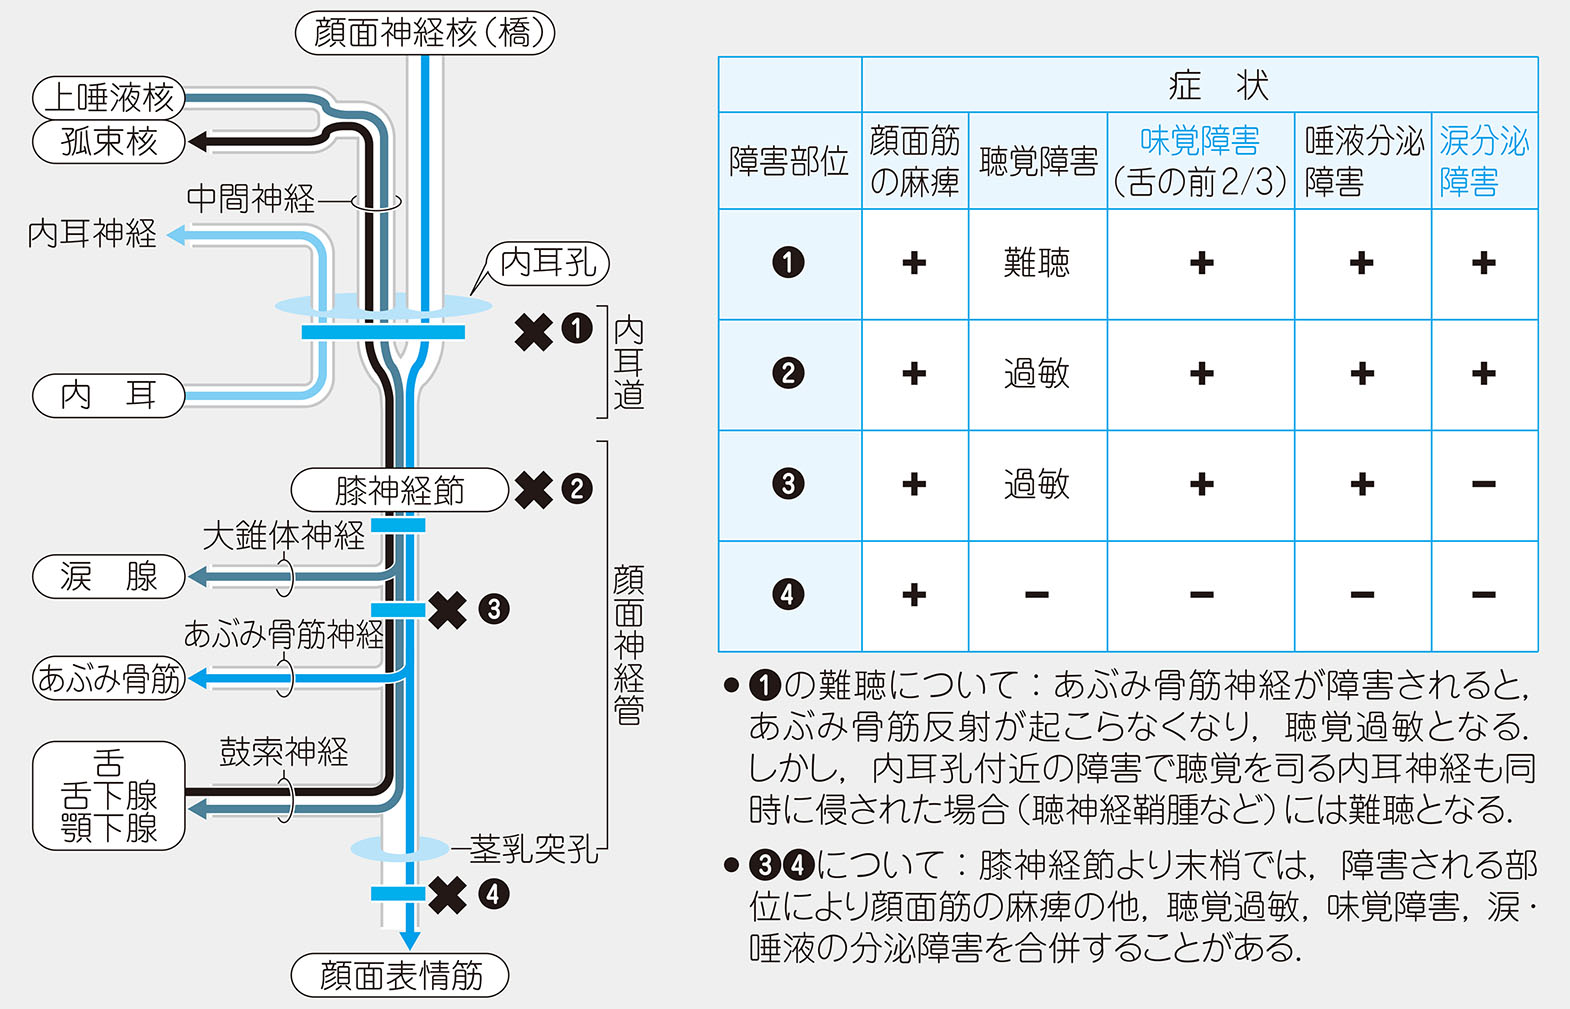 顔面神経核（橋）
上唾液核
孤束核
中間神経
内耳神経
内耳孔
❶
内耳道
内　耳
膝神経節
❷
大錐体神経
涙　腺
❸
あぶみ骨筋神経
あぶみ骨筋
顔面神経管
鼓索神経
舌
舌下腺
顎下腺
茎乳突孔
❹
顔面表情筋
症　状
障害部位
顔面筋
の麻痺
聴覚障害
味覚障害
（舌の前2/3）
唾液分泌
障害
涙分泌
障害
❶ + 難聴 + + +
❷ + 過敏 + + +
❸ + 過敏 + + −
❹ + − − − −
●❶の難聴について：あぶみ骨筋神経が障害されると，
あぶみ骨筋反射が起こらなくなり，聴覚過敏となる．
しかし，内耳孔付近の障害で聴覚を司る内耳神経も同
時に侵された場合（聴神経鞘腫など）には難聴となる．
●❸❹について：膝神経節より末梢では，障害される部
位により顔面筋の麻痺の他，聴覚過敏，味覚障害，涙・
唾液の分泌障害を合併することがある．